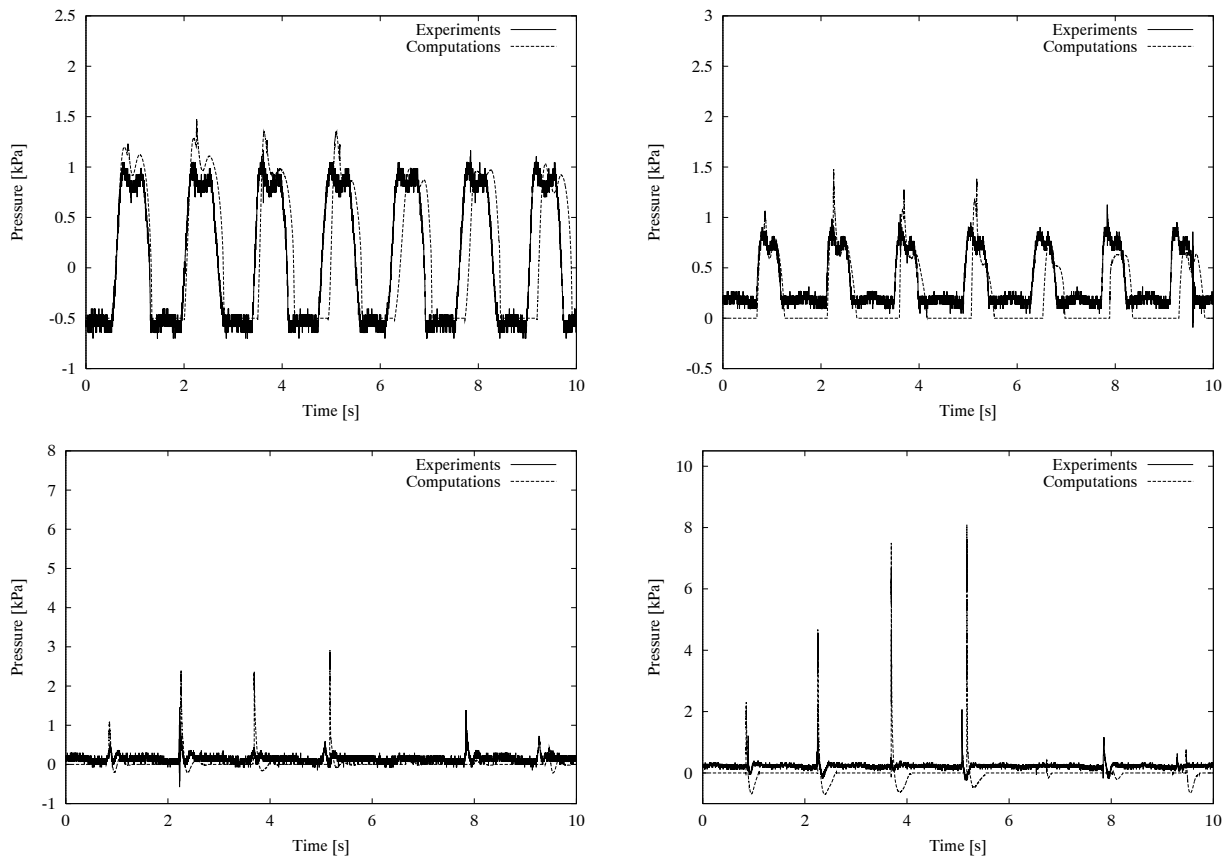 2.5
2
1.5
1
0.5
0
-0.5
-1
Pressure [kPa]
0 2 4 6 8 10
Time [s]
Experiments
Computations
3
2.5
2
1.5
1
0.5
0
-0.5
Pressure [kPa]
0 2 4 6 8 10
Time [s]
Experiments
Computations
8
7
6
5
4
3
2
1
0
-1
Pressure [kPa]
0 2 4 6 8 10
Time [s]
Experiments
Computations
10
8
6
4
2
0
Pressure [kPa]
0 2 4 6 8 10
Time [s]
Experiments
Computations